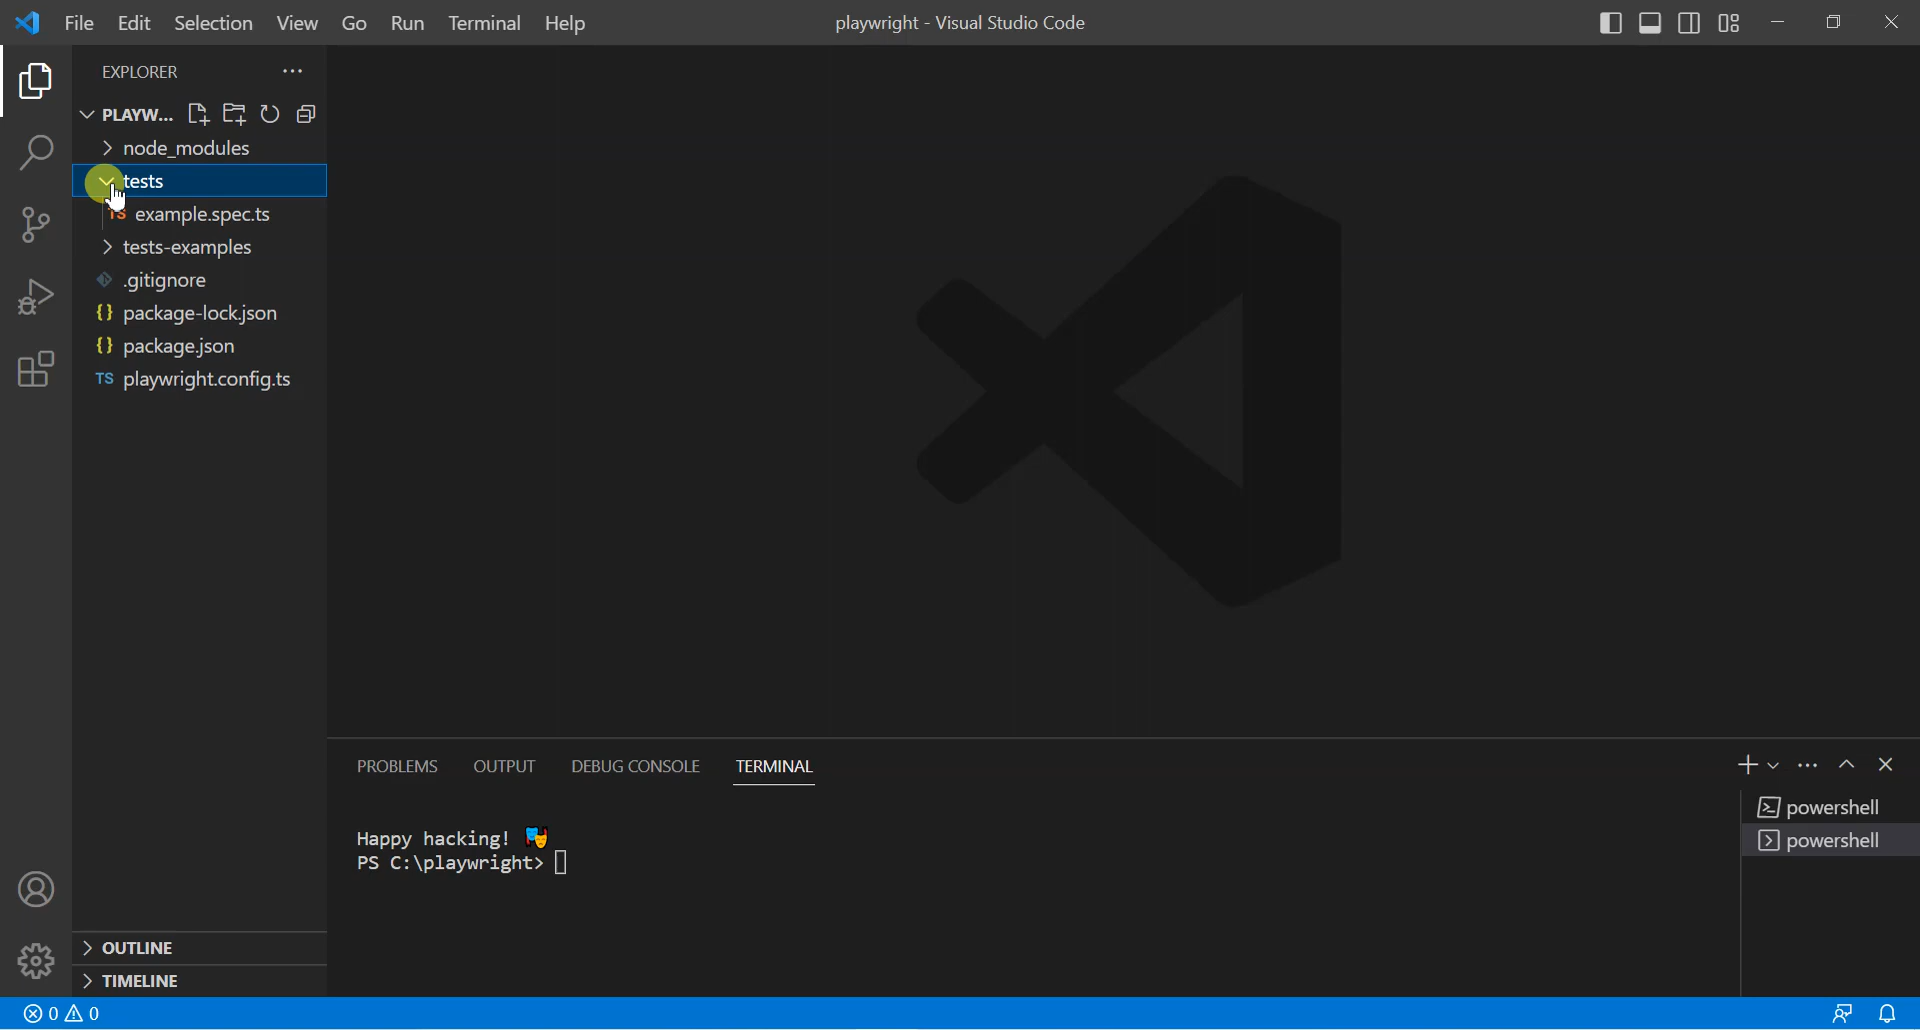 File Edit Selection View Go Run Terminal Help
playwright - Visual Studio Code
EXPLORER
PLAYW...
node_modules
tests
TS example.spec.ts
tests-examples
.gitignore
{} package-lock.json
{} package.json
TS playwright.config.ts
OUTLINE
TIMELINE
PROBLEMS OUTPUT DEBUG CONSOLE TERMINAL
Happy hacking! 🎭
PS C:\playwright>
powershell
powershell
0 0